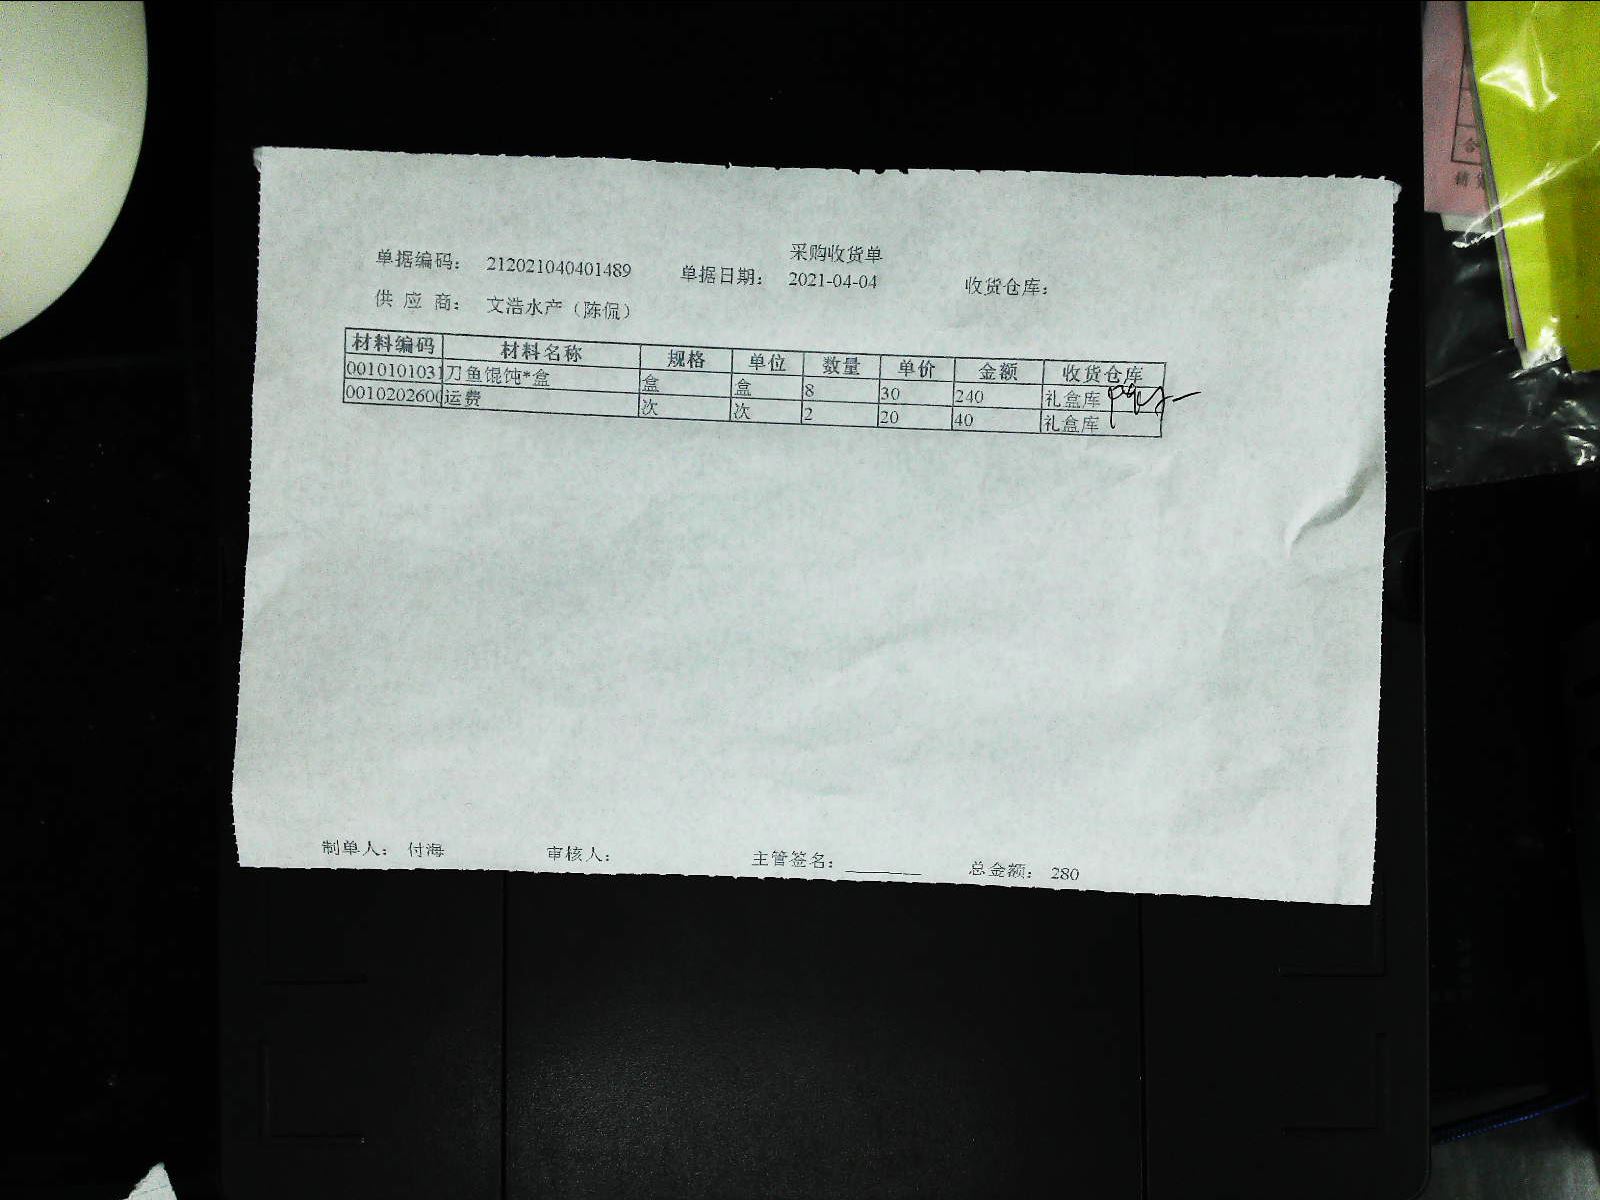 采购收货单
单据编码： 212021040401489 单据日期： 2021-04-04 收货仓库：
供 应 商： 文浩水产（陈侃）
材料编码 材料名称 规格 单位 数量 单价 金额 收货仓库
0010101031 刀鱼馄饨*盒 盒 盒 8 30 240 礼盒库
001020260 运费 次 次 2 20 40 礼盒库
制单人： 付海 审核人： 主管签名： 总金额： 280